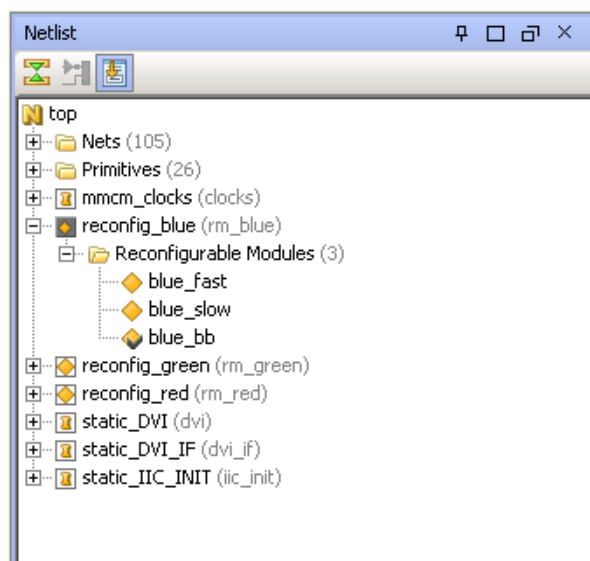 Netlist
top
Nets (105)
Primitives (26)
mmcm_clocks (clocks)
reconfig_blue (rm_blue)
Reconfigurable Modules (3)
blue_fast
blue_slow
blue_bb
reconfig_green (rm_green)
reconfig_red (rm_red)
static_DVI (dvi)
static_DVI_IF (dvi_if)
static_IIC_INIT (iic_init)